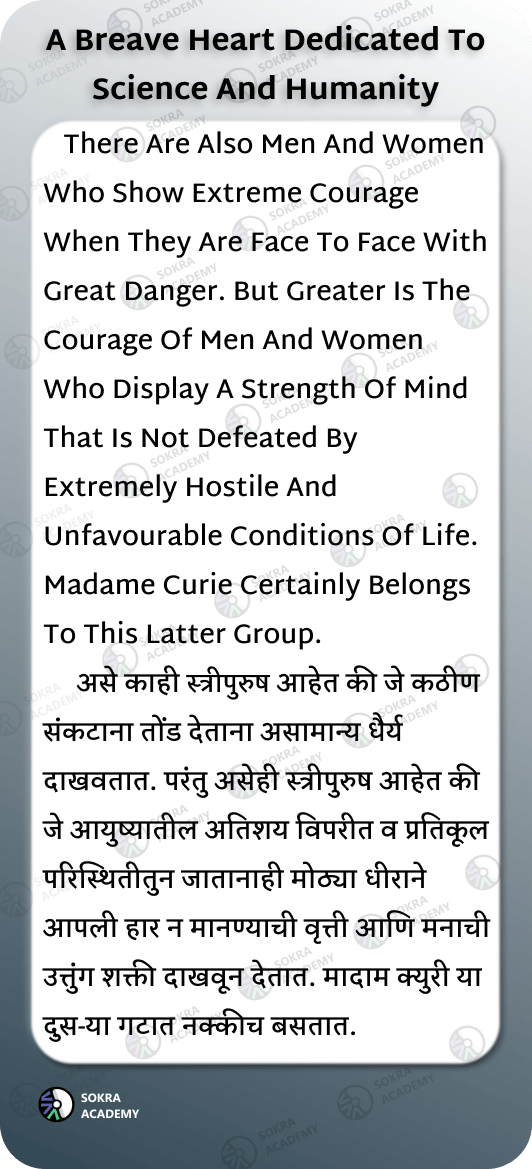 A Breave Heart Dedicated To
Science And Humanity
There Are Also Men And Women
Who Show Extreme Courage
When They Are Face To Face With
Great Danger. But Greater Is The
Courage Of Men And Women
Who Display A Strength Of Mind
That Is Not Defeated By
Extremely Hostile And
Unfavourable Conditions Of Life.
Madame Curie Certainly Belongs
To This Latter Group.
असे काही स्त्रीपुरुष आहेत की जे कठीण
संकटाना तोंड देताना असामान्य धैर्य
दाखवतात. परंतु असेही स्त्रीपुरुष आहेत की
जे आयुष्यातील अतिशय विपरीत व प्रतिकूल
परिस्थितीतुन जातानाही मोठ्या धीराने
आपली हार न मानण्याची वृत्ती आणि मनाची
उत्तुंग शक्ती दाखवून देतात. मादाम क्युरी या
दुस-या गटात नक्कीच बसतात.
SOKRA
ACADEMY